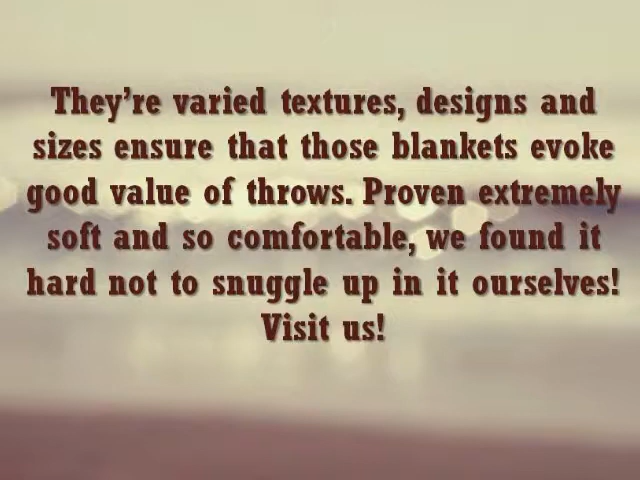 They're varied textures, designs and
sizes ensure that those blankets evoke
good value of throws. Proven extremely
soft and so comfortable, we found it
hard not to snuggle up in it ourselves!
Visit us!